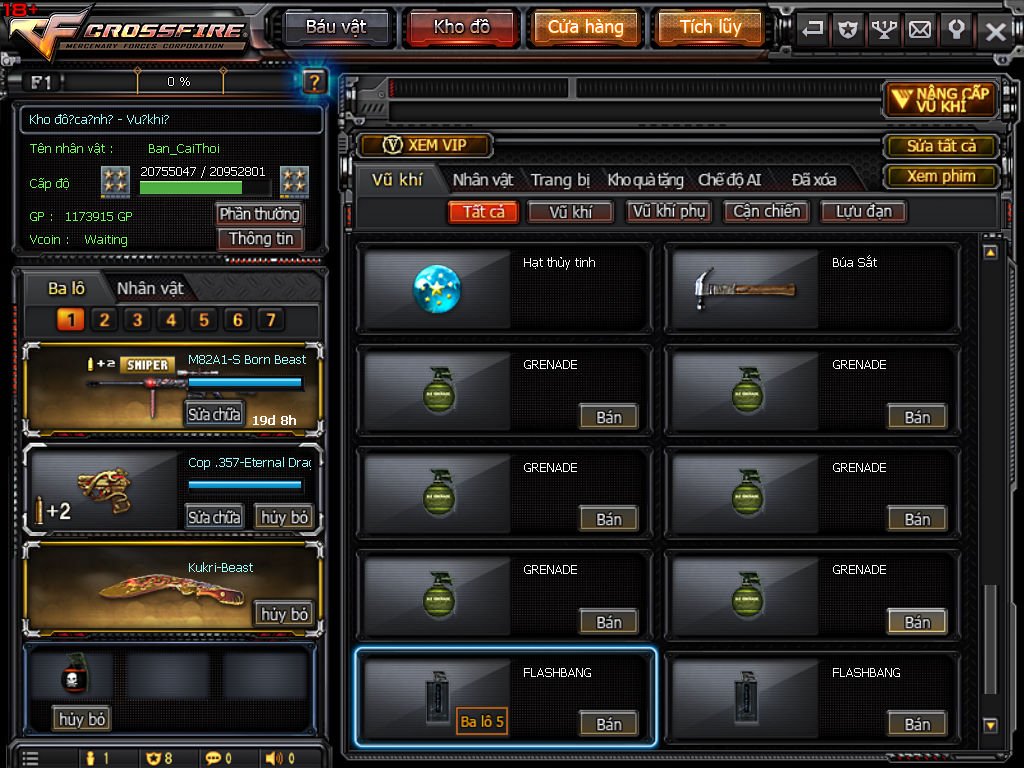 18+
CROSSFIRE
MERCENARY FORCES CORPORATION
Báu vật
Kho đồ
Cửa hàng
Tích lũy
F1
0 %
?
Kho đô?ca?nh? - Vu?khi?
Tên nhân vật :
Ban_CaiThoi
Cấp độ
20755047 / 20952801
GP : 1173915 GP
Phần thưởng
Vcoin : Waiting
Thông tin
NÂNG CẤP
VŨ KHÍ
XEM VIP
Sửa tất cả
Xem phim
Vũ khí
Nhân vật
Trang bị
Kho quà tặng
Chế độ AI
Đã xóa
Tất cả
Vũ khí
Vũ khí phụ
Cận chiến
Lựu đạn
Ba lô
Nhân vật
1 2 3 4 5 6 7
+2
SNIPER
M82A1-S Born Beast
Sửa chữa
19d 8h
Cop .357-Eternal Drag
+2
Sửa chữa
hủy bỏ
Kukri-Beast
hủy bỏ
hủy bỏ
1
8
0
0
Hạt thủy tinh
Búa Sắt
GRENADE
Bán
GRENADE
Bán
GRENADE
Bán
GRENADE
Bán
GRENADE
Bán
GRENADE
Bán
FLASHBANG
Ba lô 5
Bán
FLASHBANG
Bán